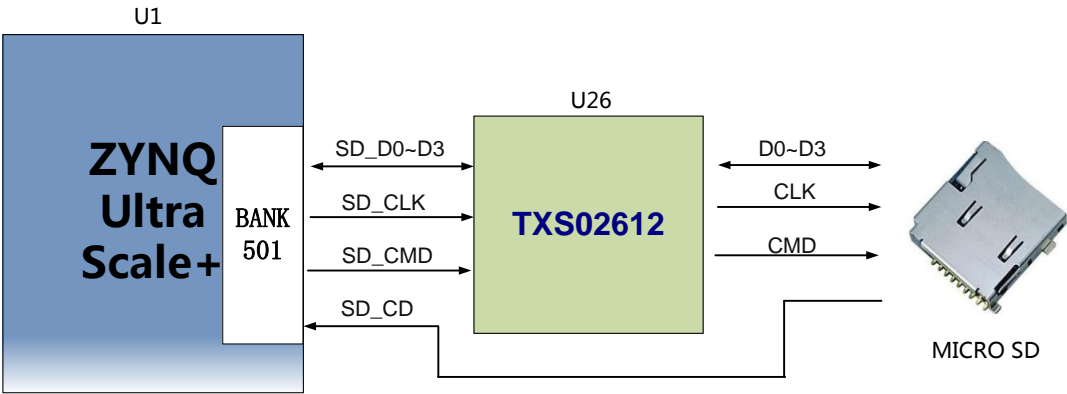 U1
ZYNQ
Ultra
Scale+
BANK
501
SD_D0~D3
SD_CLK
SD_CMD
SD_CD
U26
TXS02612
D0~D3
CLK
CMD
MICRO SD